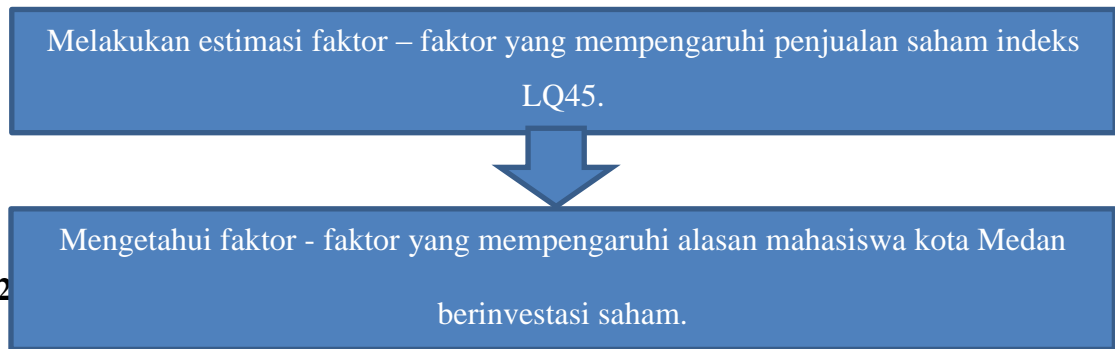 Melakukan estimasi faktor – faktor yang mempengaruhi penjualan saham indeks
LQ45.
Mengetahui faktor - faktor yang mempengaruhi alasan mahasiswa kota Medan
2
berinvestasi saham.